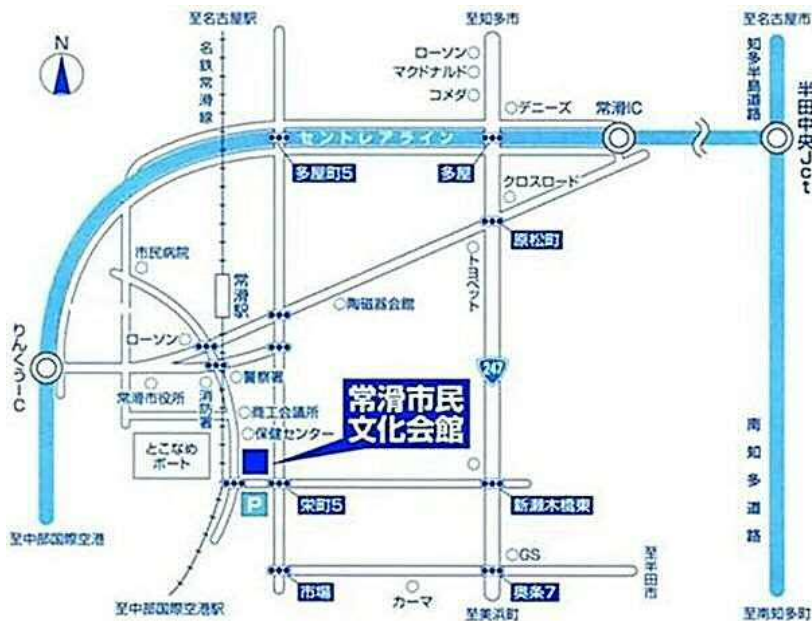 至名古屋駅
至知多市
至名古屋市
N
名鉄常滑線
ローソン
マクドナルド
コメダ
デニーズ
常滑IC
知多半島道路
半田中央Jct
セントレアライン
多屋町5
多屋
クロスロード
原松町
市民病院
常滑駅
トヨペット
陶磁器会館
りんくうIC
ローソン
247
常滑市役所
消防署
警察署
商工会議所
保健センター
常滑市民
文化会館
とこなめ
ボート
P
栄町5
新瀬木橋東
南知多道路
至中部国際空港
GS
至半田市
市場
奥条7
カーマ
至中部国際空港駅
至美浜町
至南知多町